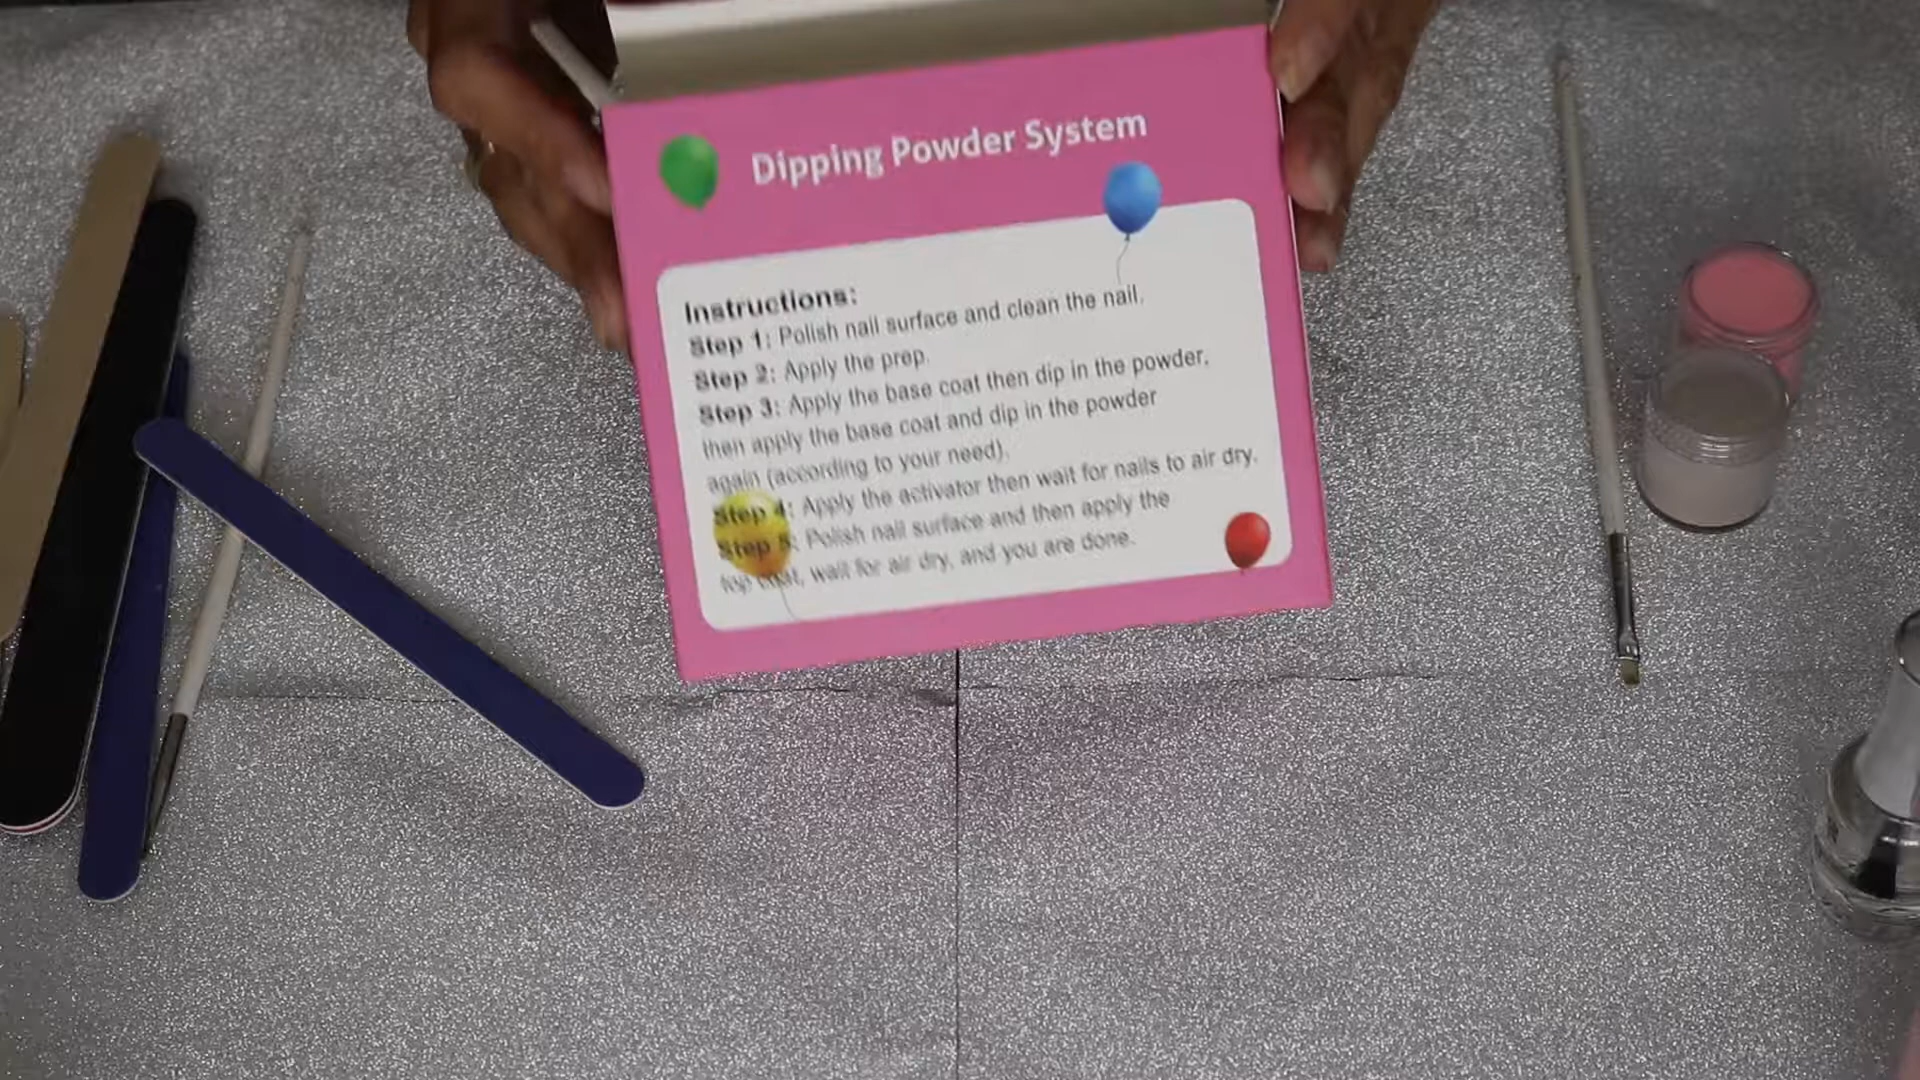 Dipping Powder System
Instructions:
Step 1: Polish nail surface and clean the nail.
Step 2: Apply the prep.
Step 3: Apply the base coat then dip in the powder,
then apply the base coat and dip in the powder
again (according to your need).
Step 4: Apply the activator then wait for nails to air dry.
Step 5: Polish nail surface and then apply the
top coat, wait for air dry, and you are done.